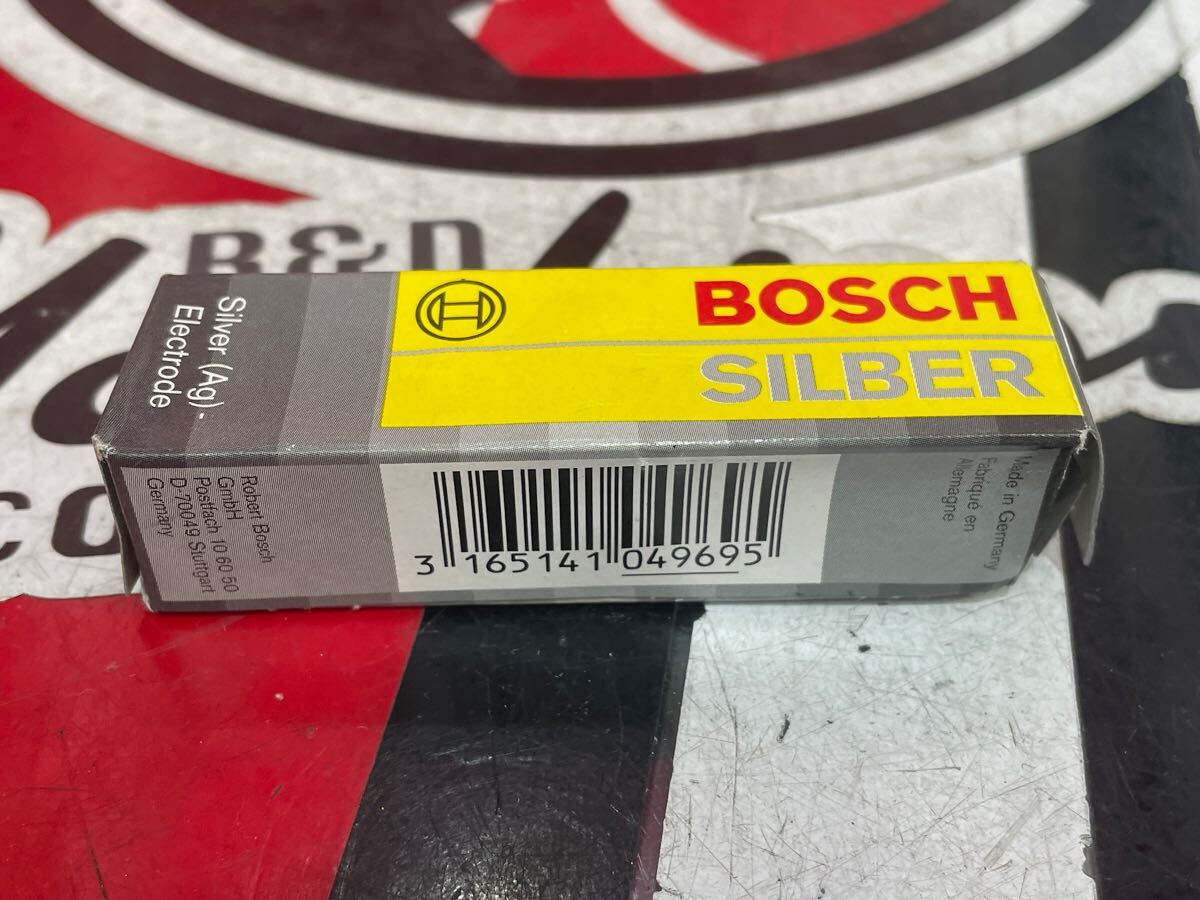 R&D
BOSCH
SILBER
Silver (Ag)-
Electrode
Robert Bosch
GmbH
Postfach 10 60 50
D-70049 Stuttgart
Germany
3 165141 049695
Made in Germany
Fabriqué en
Allemagne